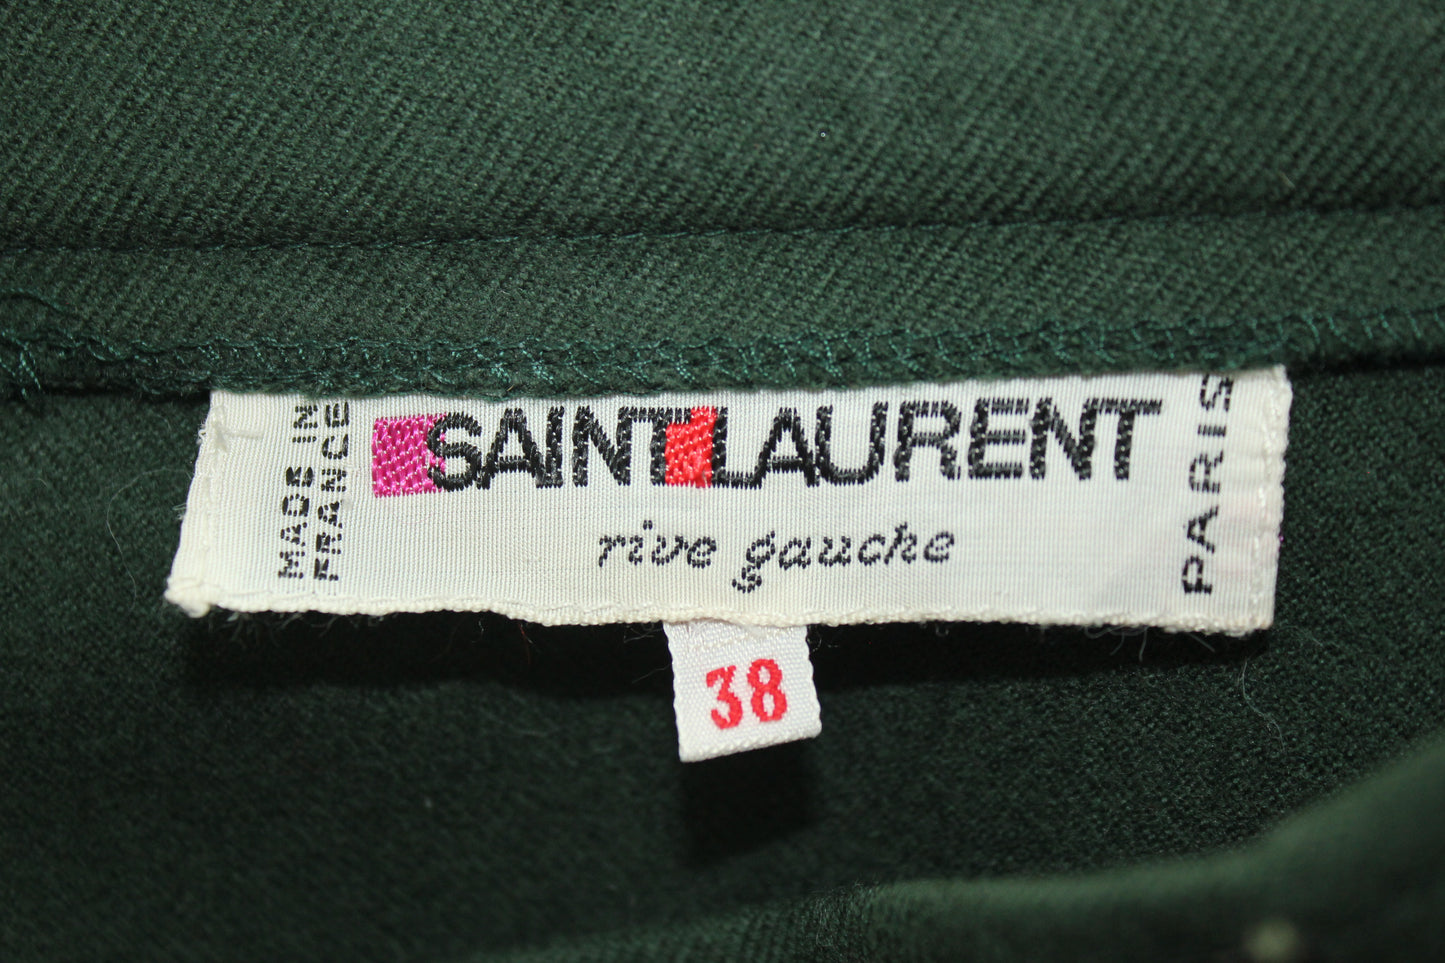 MADE IN
FRANCE
SAINT LAURENT
rive gauche
PARIS
38